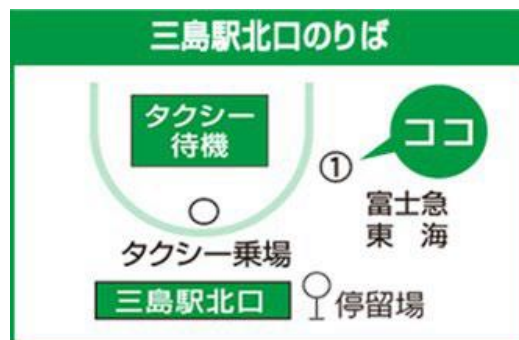 三島駅北口のりば
タクシー
待機
ココ
①
富士急
東 海
タクシー乗場
三島駅北口
停留場